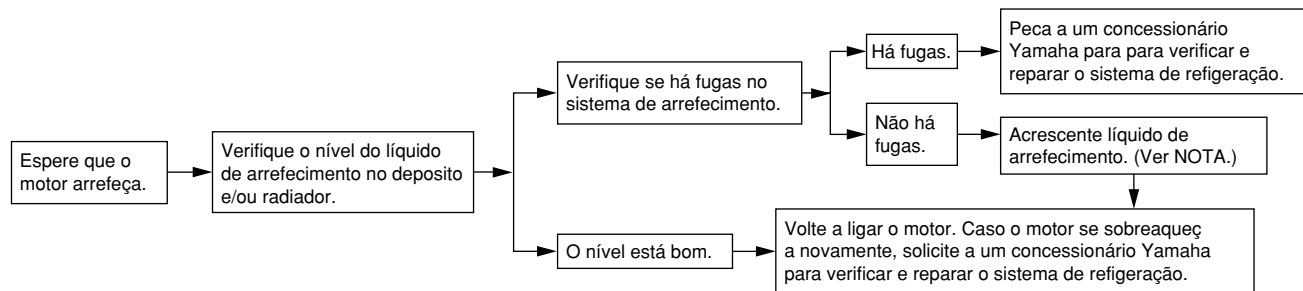 Espere que o
motor arrefeça.
Verifique o nível do líquido
de arrefecimento no deposito
e/ou radiador.
Verifique se há fugas no
sistema de arrefecimento.
Há fugas.
Peca a um concessionário
Yamaha para para verificar e
reparar o sistema de refigeração.
Não há
fugas.
Acrescente líquido de
arrefecimento. (Ver NOTA.)
O nível está bom.
Volte a ligar o motor. Caso o motor se sobreaqueç
a novamente, solicite a um concessionário Yamaha
para verificar e reparar o sistema de refigeração.